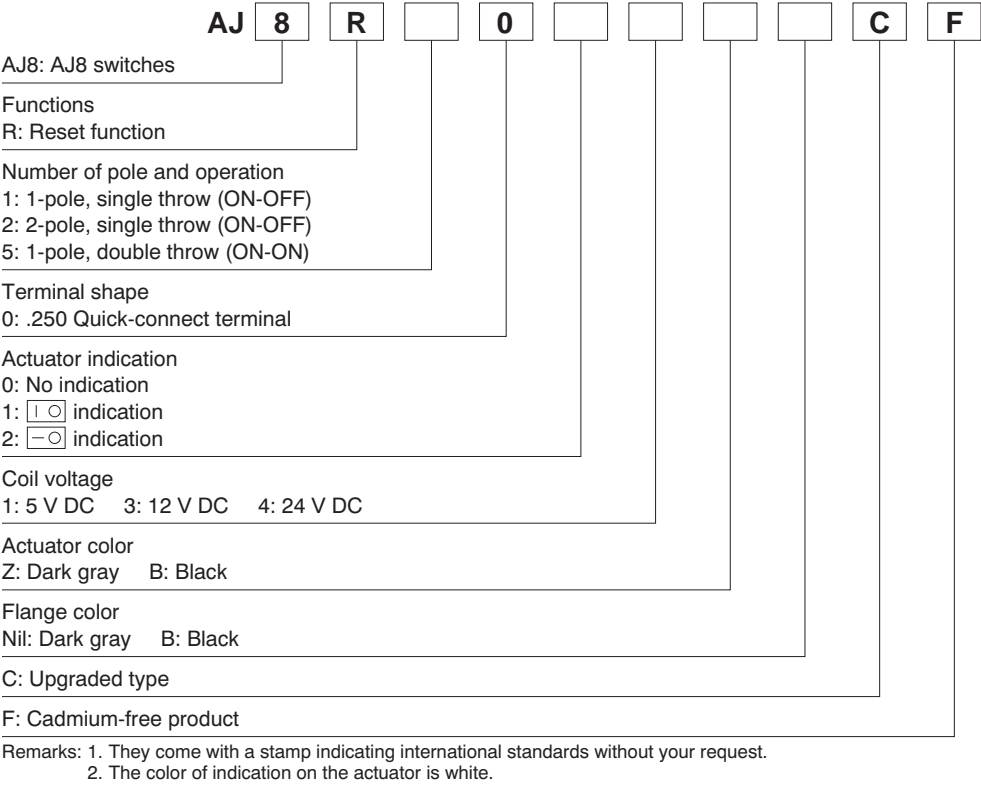 AJ 8 R 0 C F
AJ8: AJ8 switches
Functions
R: Reset function
Number of pole and operation
1: 1-pole, single throw (ON-OFF)
2: 2-pole, single throw (ON-OFF)
5: 1-pole, double throw (ON-ON)
Terminal shape
0: .250 Quick-connect terminal
Actuator indication
0: No indication
1: | ○ indication
2: – ○ indication
Coil voltage
1: 5 V DC 3: 12 V DC 4: 24 V DC
Actuator color
Z: Dark gray B: Black
Flange color
Nil: Dark gray B: Black
C: Upgraded type
F: Cadmium-free product
Remarks: 1. They come with a stamp indicating international standards without your request.
2. The color of indication on the actuator is white.